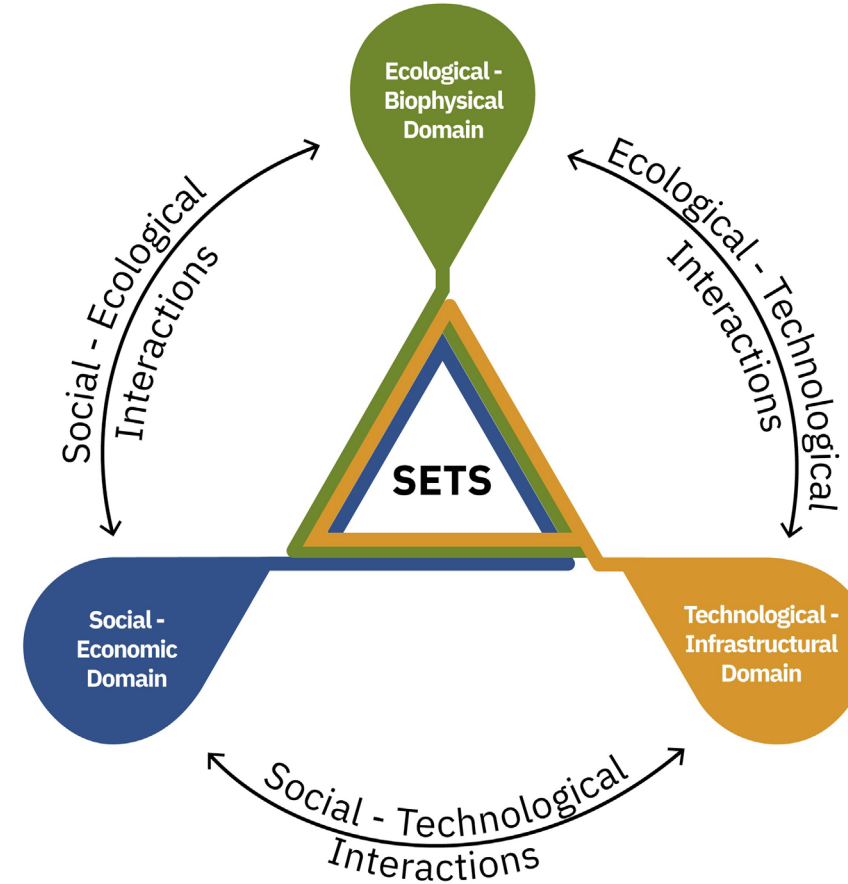 Ecological -
Biophysical
Domain
Social - Ecological
Interactions
Ecological - Technological
Interactions
SETS
Social -
Economic
Domain
Technological -
Infrastructural
Domain
Social - Technological
Interactions